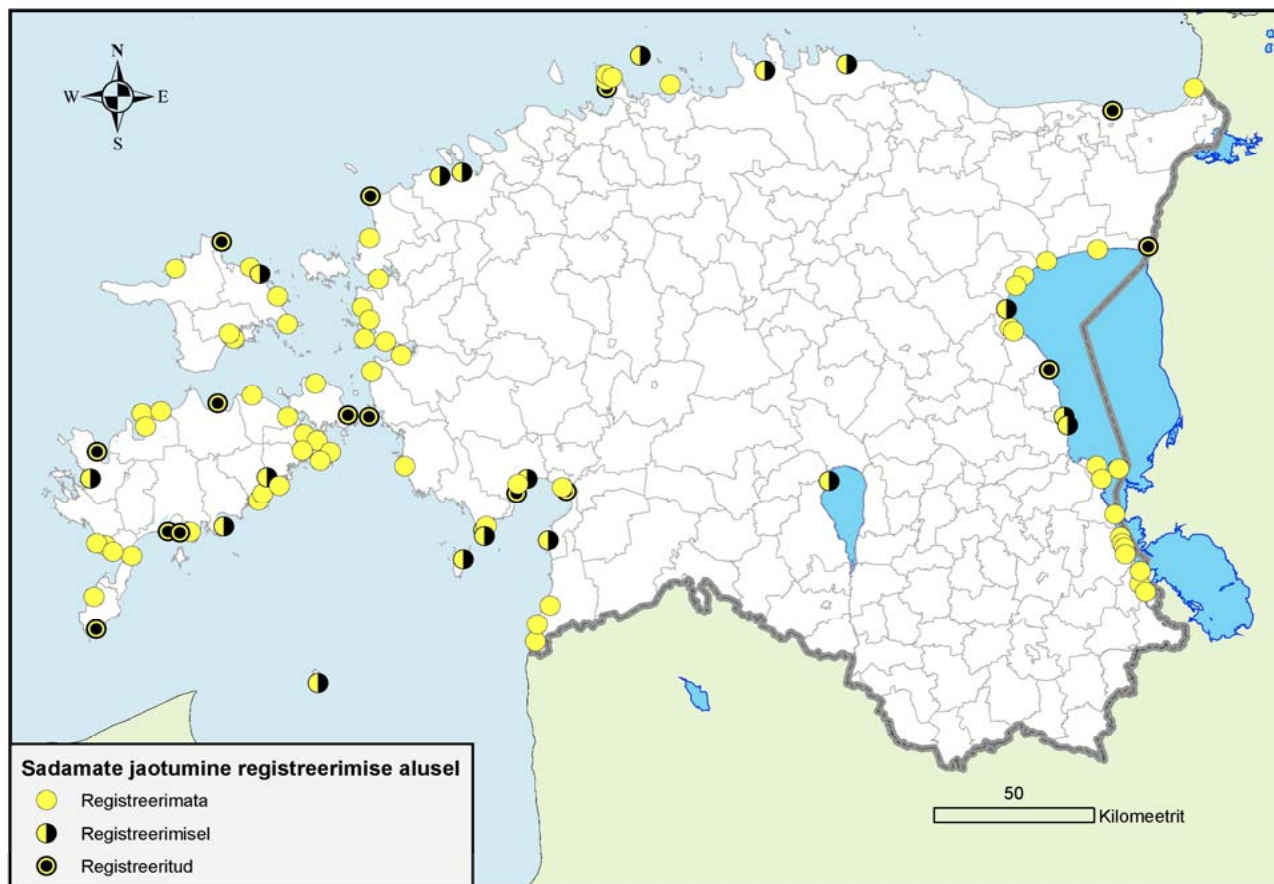 N
W E
S
Sadamate jaotumine registreerimise alusel
Registreerimata
Registreerimisel
Registreeritud
50
Kilomeetrit